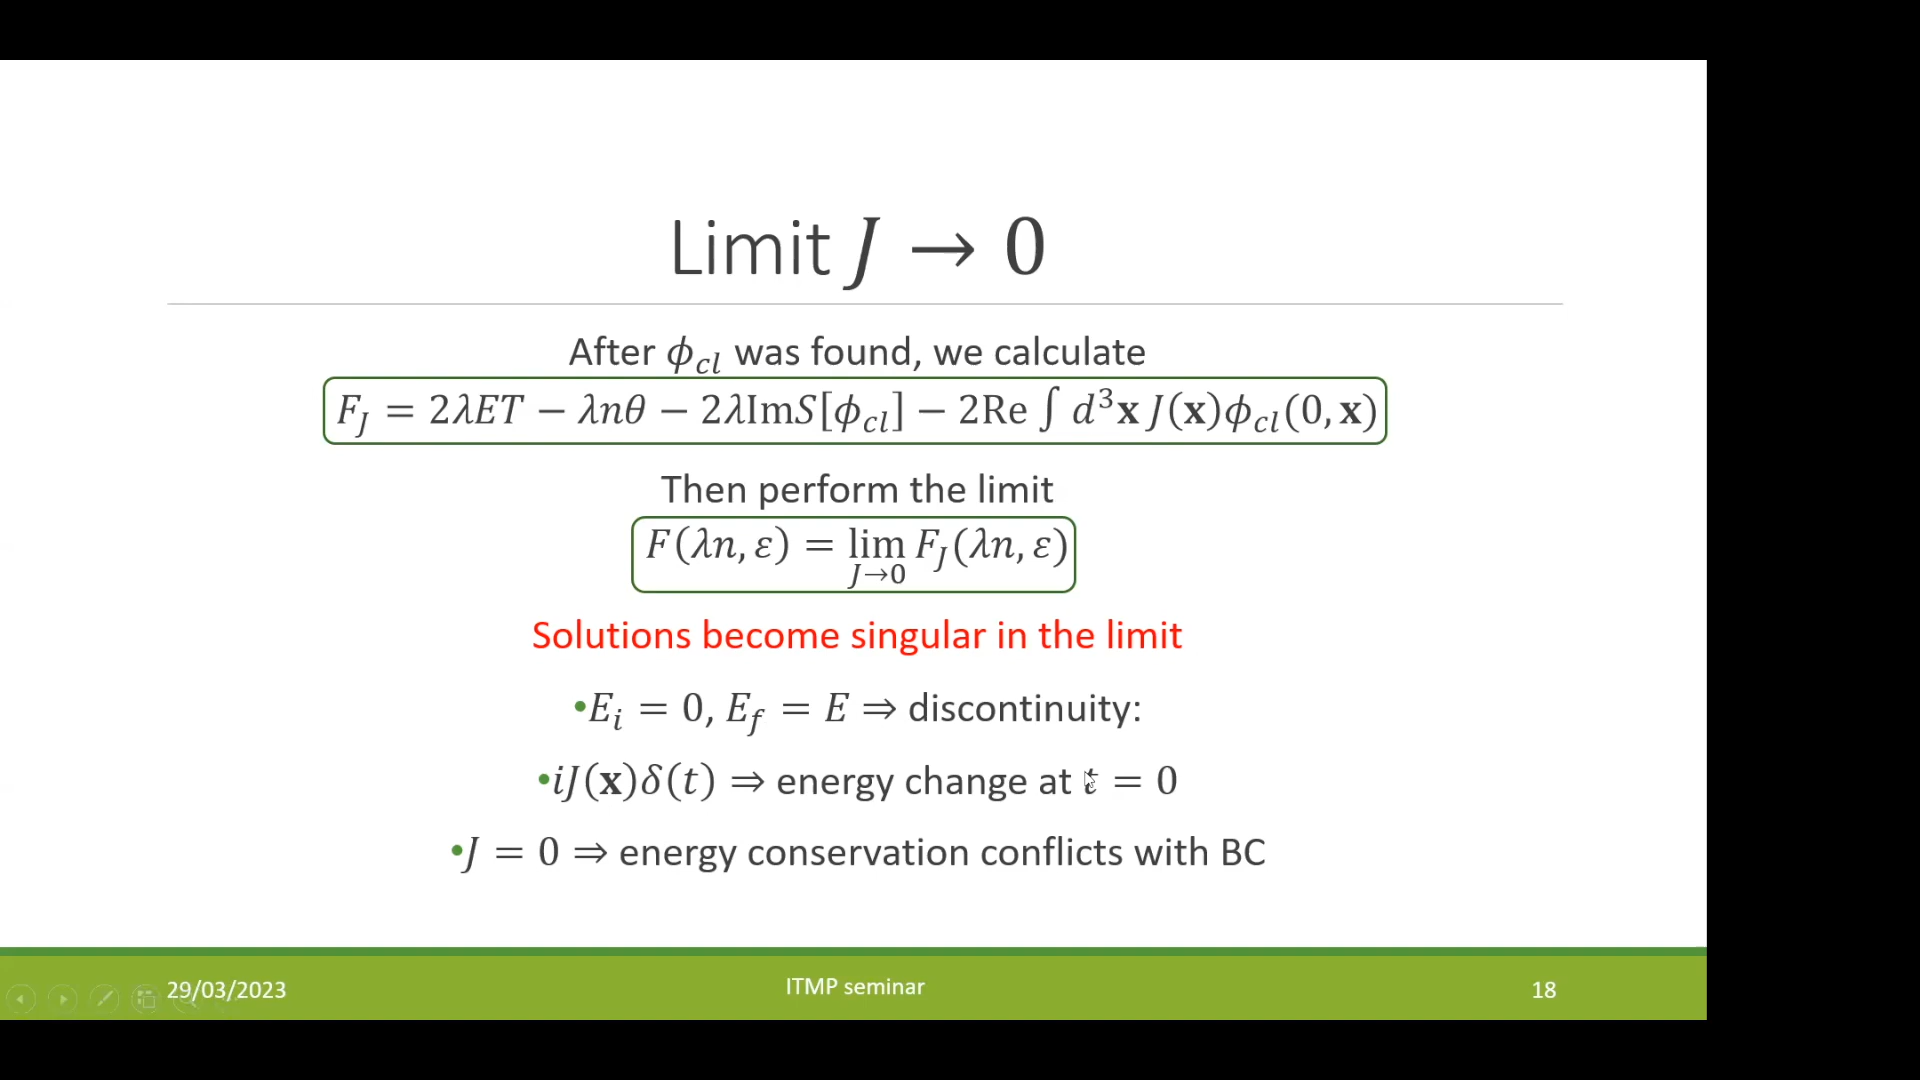 Limit J → 0
After ϕ_cl was found, we calculate
F_J = 2λET − λnθ − 2λImS[ϕ_cl] − 2Re ∫ d³𝐱 J(𝐱)ϕ_cl(0, 𝐱)
Then perform the limit
F(λn, ε) = lim_{J→0} F_J(λn, ε)
Solutions become singular in the limit
•E_i = 0, E_f = E ⇒ discontinuity:
•iJ(𝐱)δ(t) ⇒ energy change at t = 0
•J = 0 ⇒ energy conservation conflicts with BC
29/03/2023
ITMP seminar
18